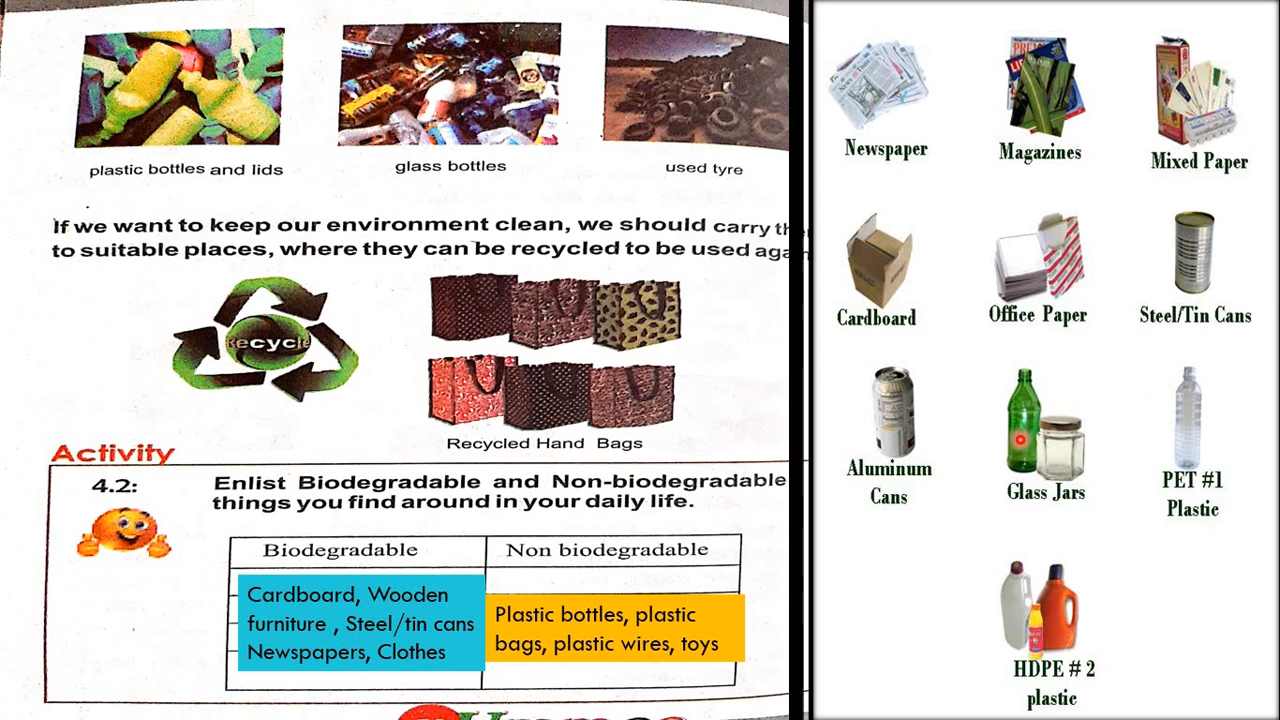 plastic bottles and lids
glass bottles
used tyre
If we want to keep our environment clean, we should carry
to suitable places, where they can be recycled to be used
Recycle
Recycled Hand Bags
Activity
4.2:
Enlist Biodegradable and Non-biodegradable
things you find around in your daily life.
Biodegradable
Non biodegradable
Cardboard, Wooden
furniture , Steel/tin cans
Newspapers, Clothes
Plastic bottles, plastic
bags, plastic wires, toys
Newspaper
Magazines
Mixed Paper
Cardboard
Office Paper
Steel/Tin Cans
Aluminum
Cans
Glass Jars
PET #1
Plastic
HDPE # 2
plastic